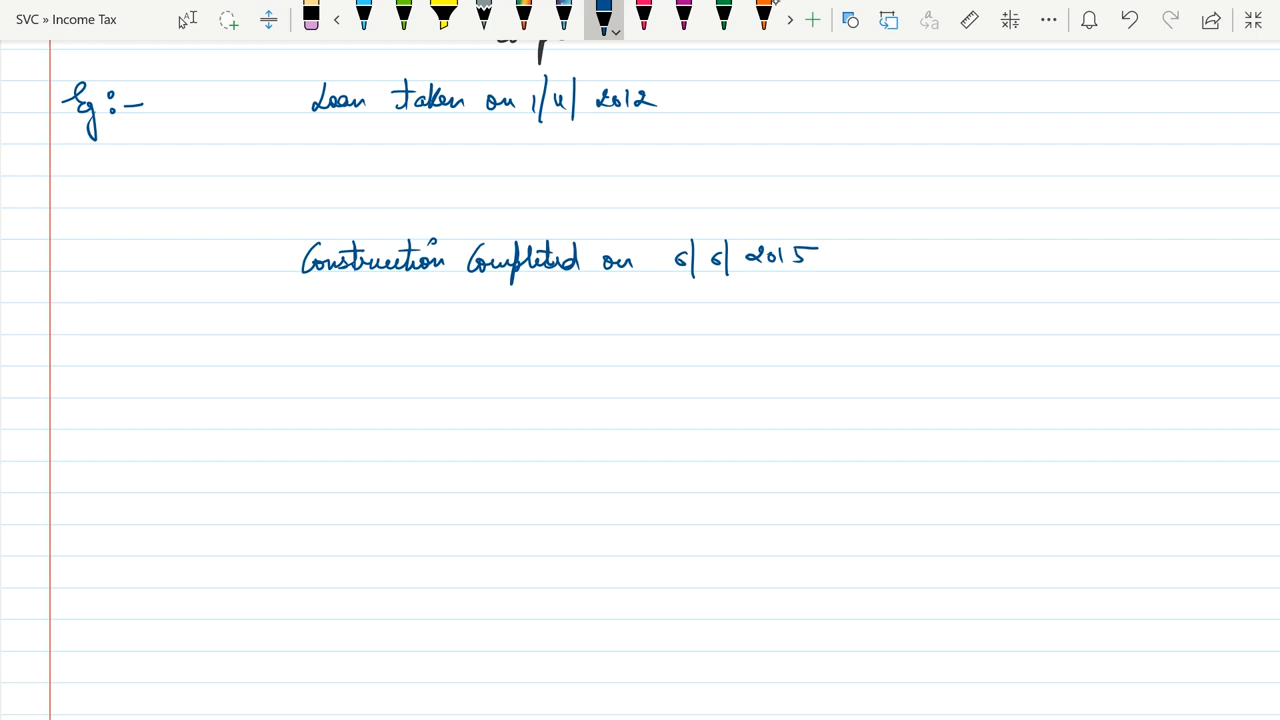 SVC » Income Tax
Eg :- Loan taken on 1/4/2012
Construction Completed on 6/6/2015